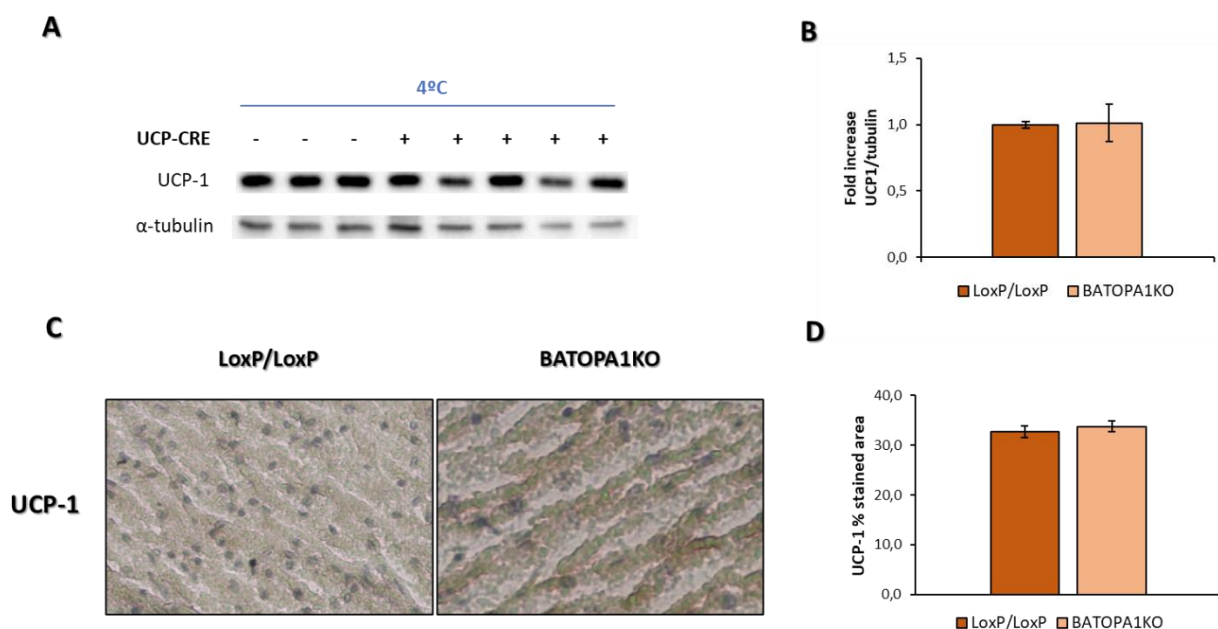 A
4ºC
UCP-CRE - - - + + + + +
UCP-1
α-tubulin
B
1,5
1,0
0,5
0,0
Fold increase
UCP1/tubulin
LoxP/LoxP BATOPA1KO
C
LoxP/LoxP BATOPA1KO
UCP-1
D
40,0
30,0
20,0
10,0
0,0
UCP-1 % stained area
LoxP/LoxP BATOPA1KO